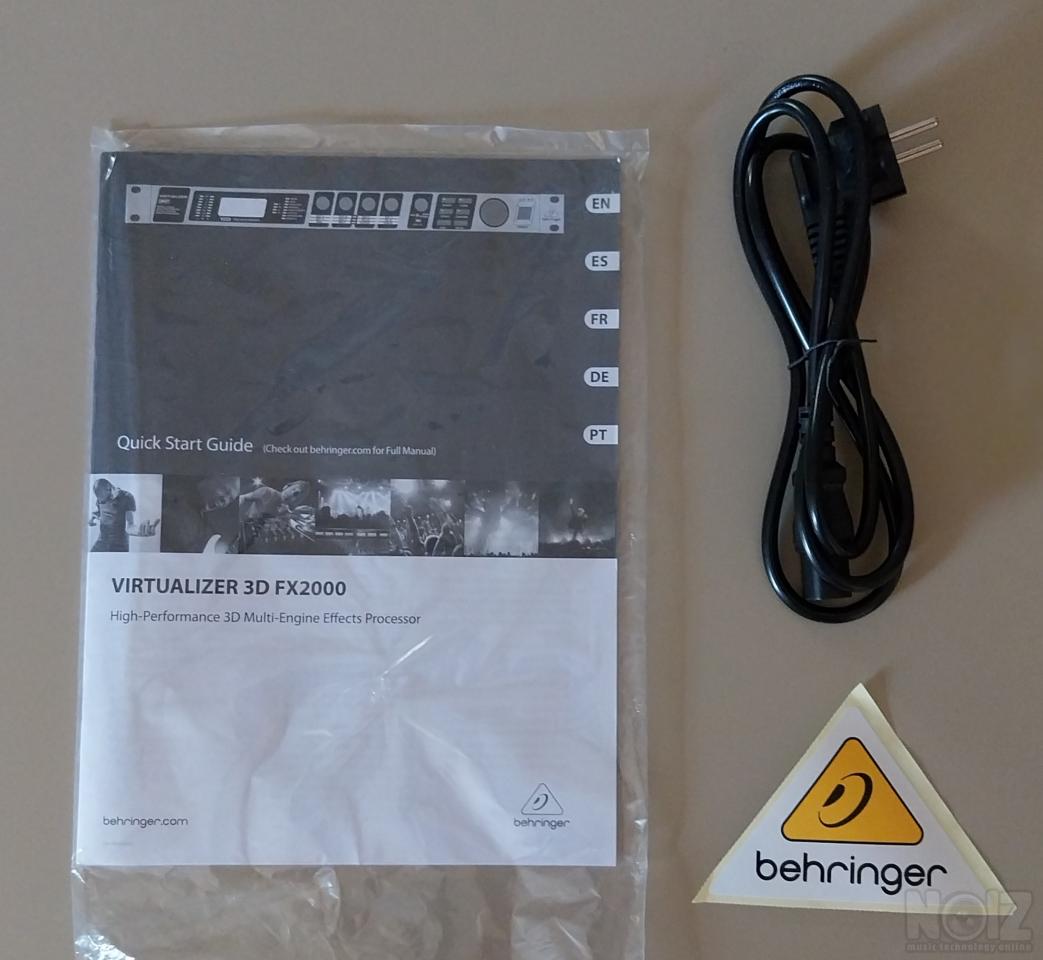 EN
ES
FR
DE
PT
Quick Start Guide (Check out behringer.com for Full Manual)
VIRTUALIZER 3D FX2000
High-Performance 3D Multi-Engine Effects Processor
behringer.com
behringer
behringer
NOIZ
music technology online